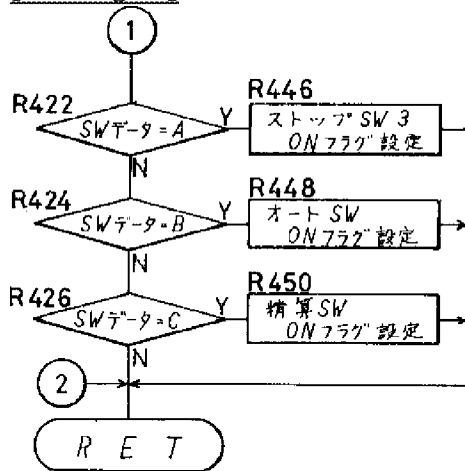 1
R422
SWデータ=A
Y
N
R446
ストップSW3
ONフラグ設定
R424
SWデータ=B
Y
N
R448
オートSW
ONフラグ設定
R426
SWデータ=C
Y
N
R450
精算SW
ONフラグ設定
2
RET